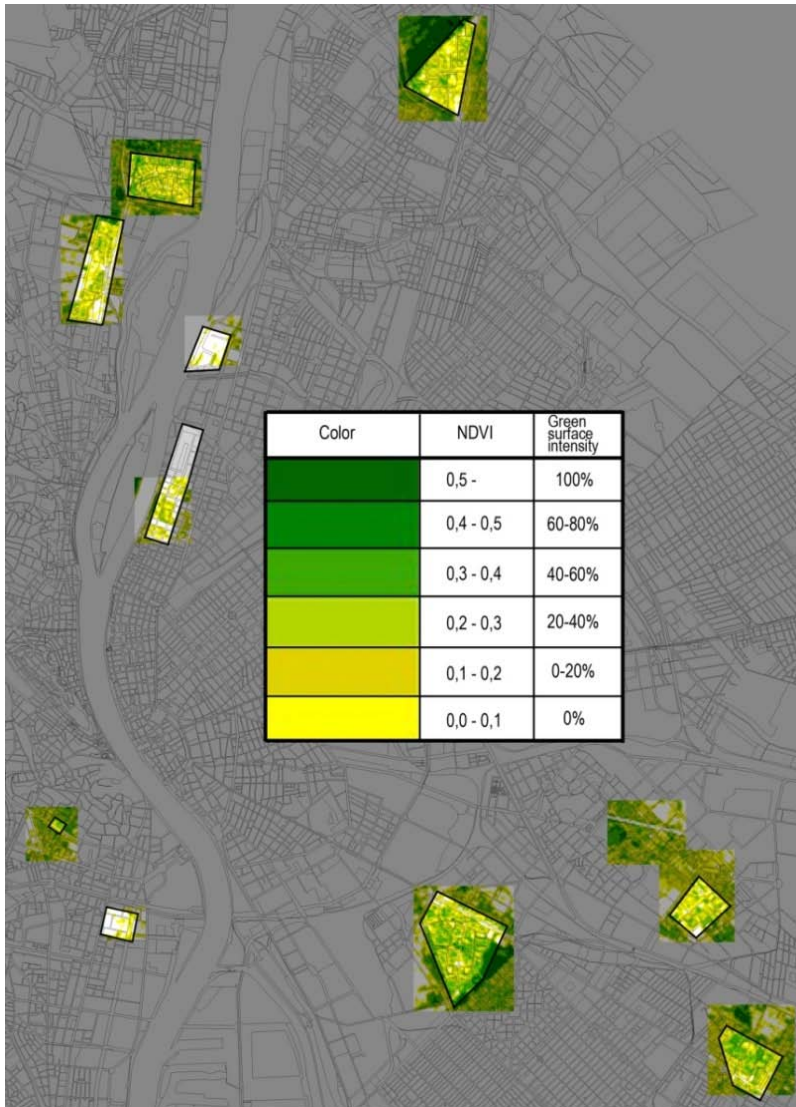 Color NDVI Green surface intensity
0,5 - 100%
0,4 - 0,5 60-80%
0,3 - 0,4 40-60%
0,2 - 0,3 20-40%
0,1 - 0,2 0-20%
0,0 - 0,1 0%